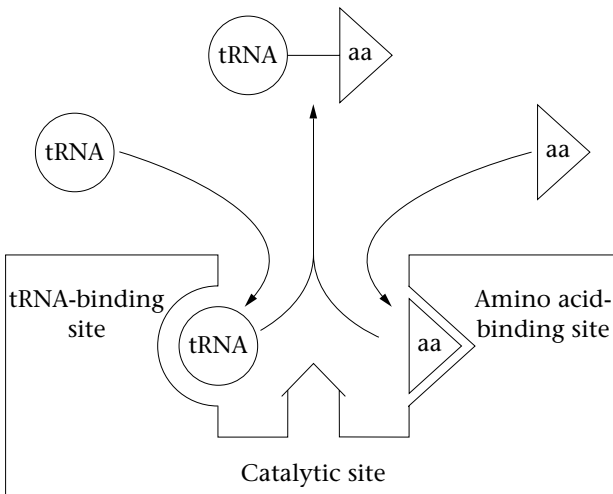 tRNA
aa
tRNA
aa
tRNA-binding
site
tRNA
aa
Amino acid-
binding site
Catalytic site